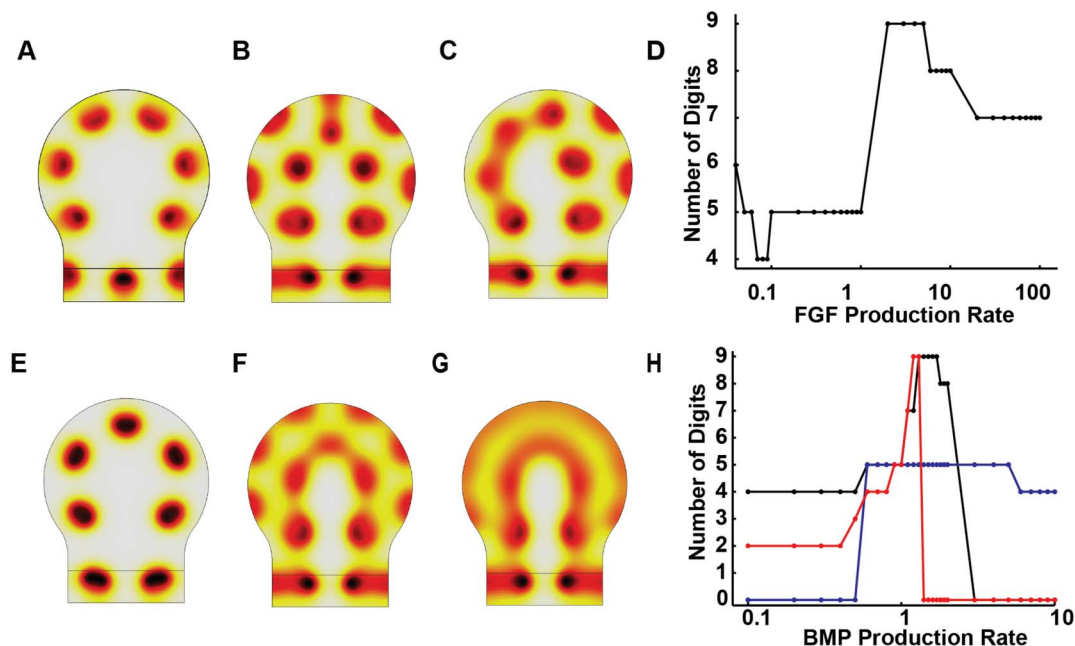 A
B
C
D
9
8
7
6
5
4
Number of Digits
0.1 1 10 100
FGF Production Rate
E
F
G
H
9
8
7
6
5
4
3
2
1
0
Number of Digits
0.1 1 10
BMP Production Rate